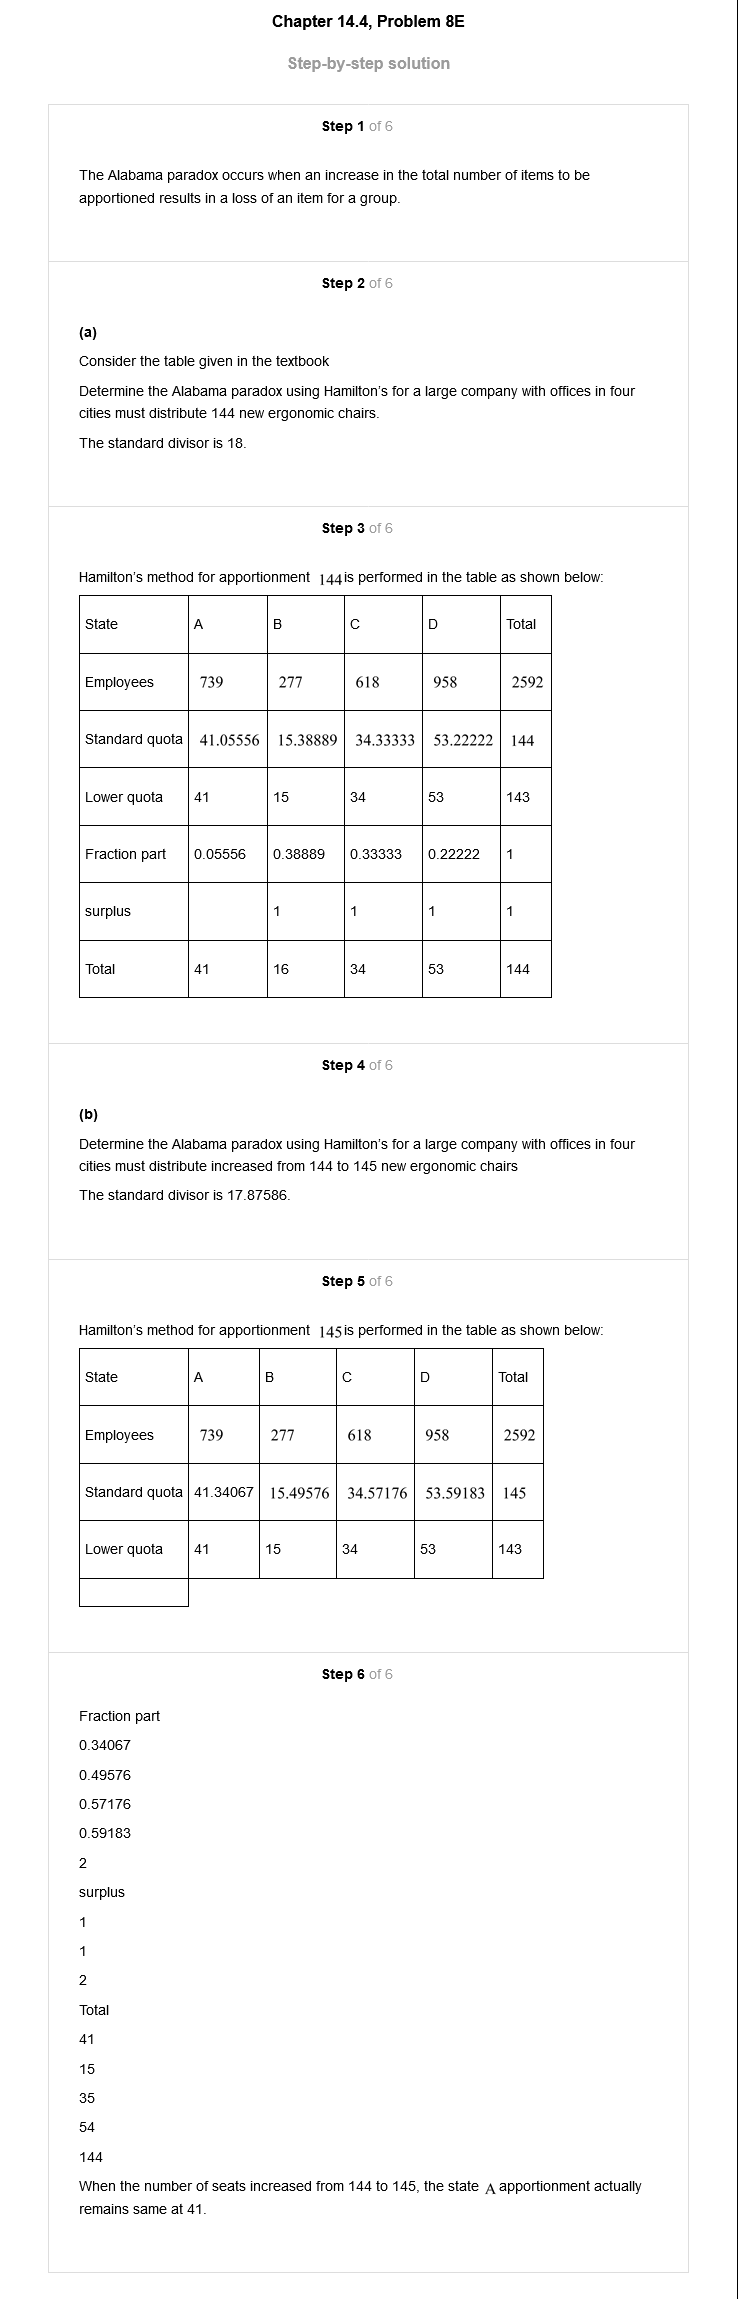 Chapter 14.4, Problem 8E
Step-by-step solution
Step 1 of 6
The Alabama paradox occurs when an increase in the total number of items to be
apportioned results in a loss of an item for a group.
Step 2 of 6
(a)
Consider the table given in the textbook
Determine the Alabama paradox using Hamilton's for a large company with offices in four
cities must distribute 144 new ergonomic chairs.
The standard divisor is 18.
Step 3 of 6
Hamilton's method for apportionment 144 is performed in the table as shown below:
State A B C D Total
Employees 739 277 618 958 2592
Standard quota 41.05556 15.38889 34.33333 53.22222 144
Lower quota 41 15 34 53 143
Fraction part 0.05556 0.38889 0.33333 0.22222 1
surplus 1 1 1 1
Total 41 16 34 53 144
Step 4 of 6
(b)
Determine the Alabama paradox using Hamilton's for a large company with offices in four
cities must distribute increased from 144 to 145 new ergonomic chairs
The standard divisor is 17.87586.
Step 5 of 6
Hamilton's method for apportionment 145 is performed in the table as shown below:
State A B C D Total
Employees 739 277 618 958 2592
Standard quota 41.34067 15.49576 34.57176 53.59183 145
Lower quota 41 15 34 53 143
Step 6 of 6
Fraction part
0.34067
0.49576
0.57176
0.59183
2
surplus
1
1
2
Total
41
15
35
54
144
When the number of seats increased from 144 to 145, the state A apportionment actually
remains same at 41.